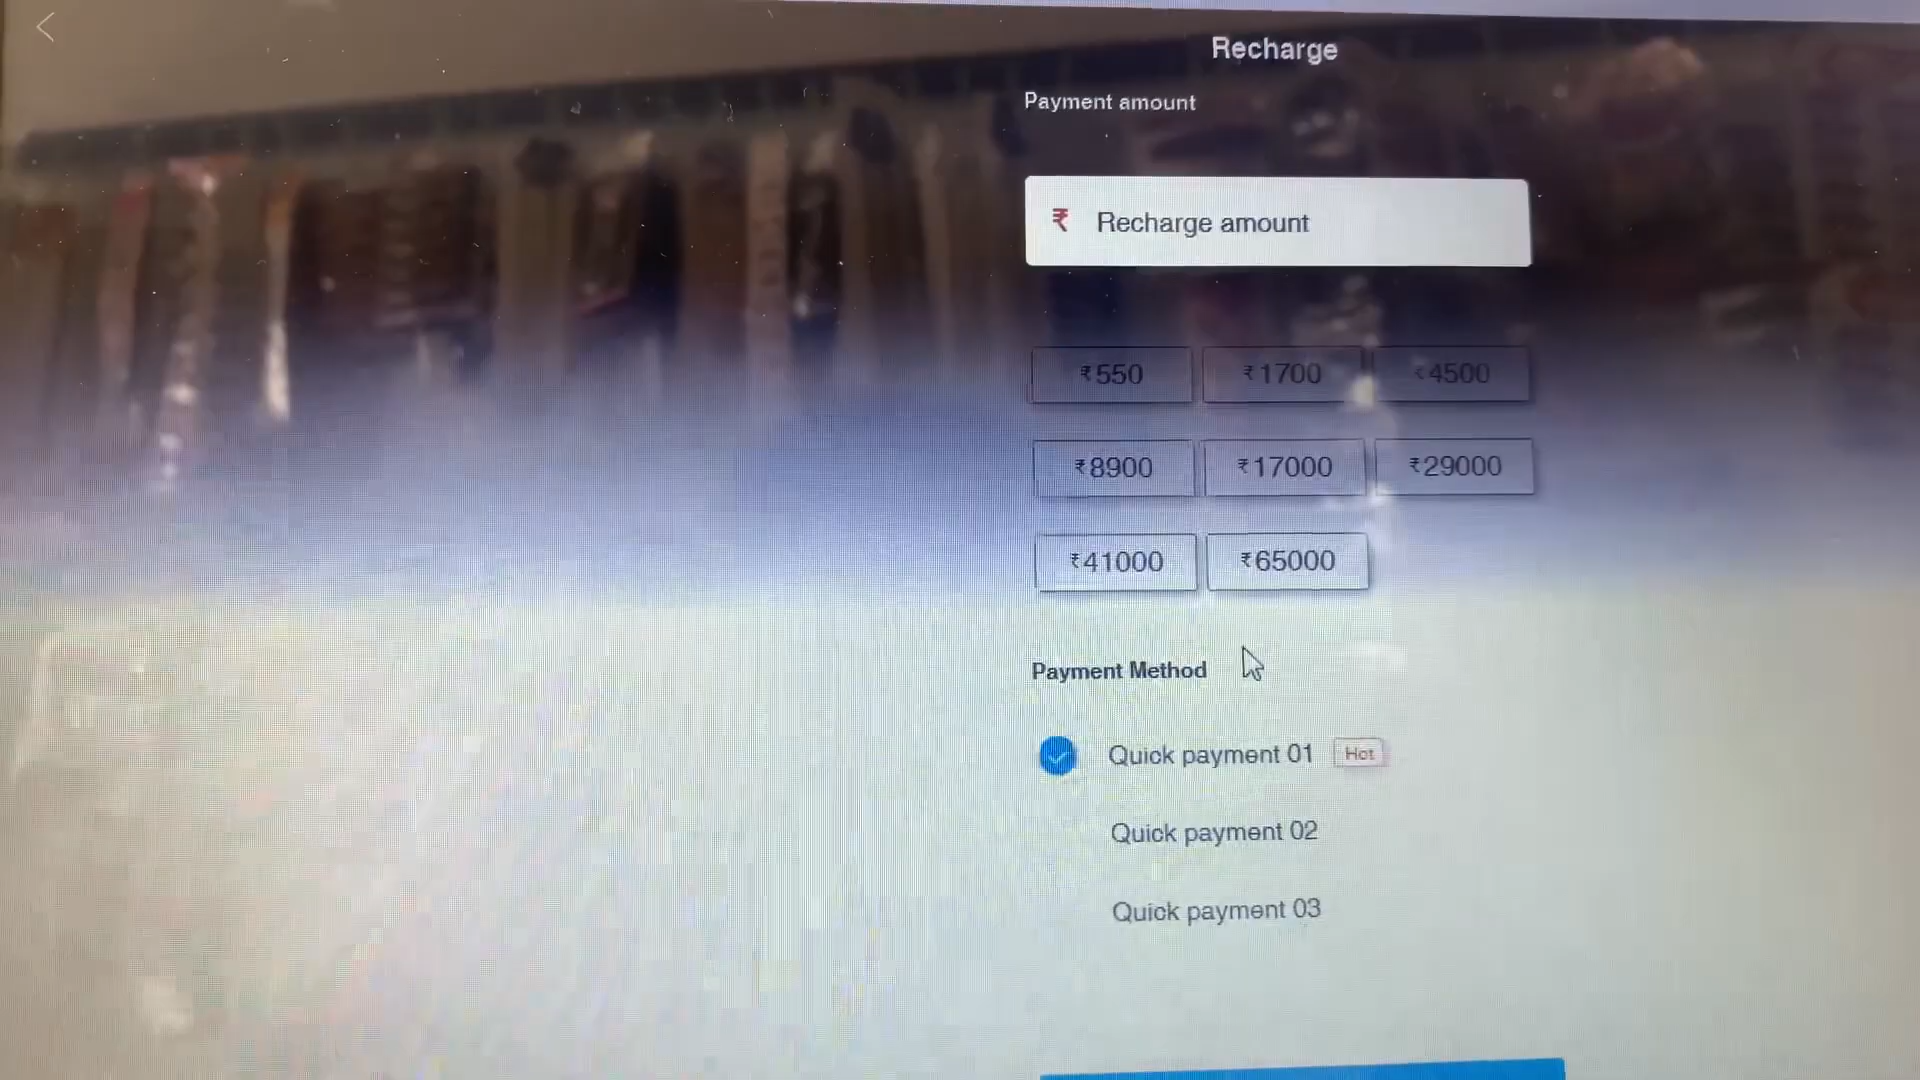 Recharge
Payment amount
₹ Recharge amount
₹550 ₹1700 ₹4500
₹8900 ₹17000 ₹29000
₹41000 ₹65000
Payment Method
Quick payment 01 Hot
Quick payment 02
Quick payment 03